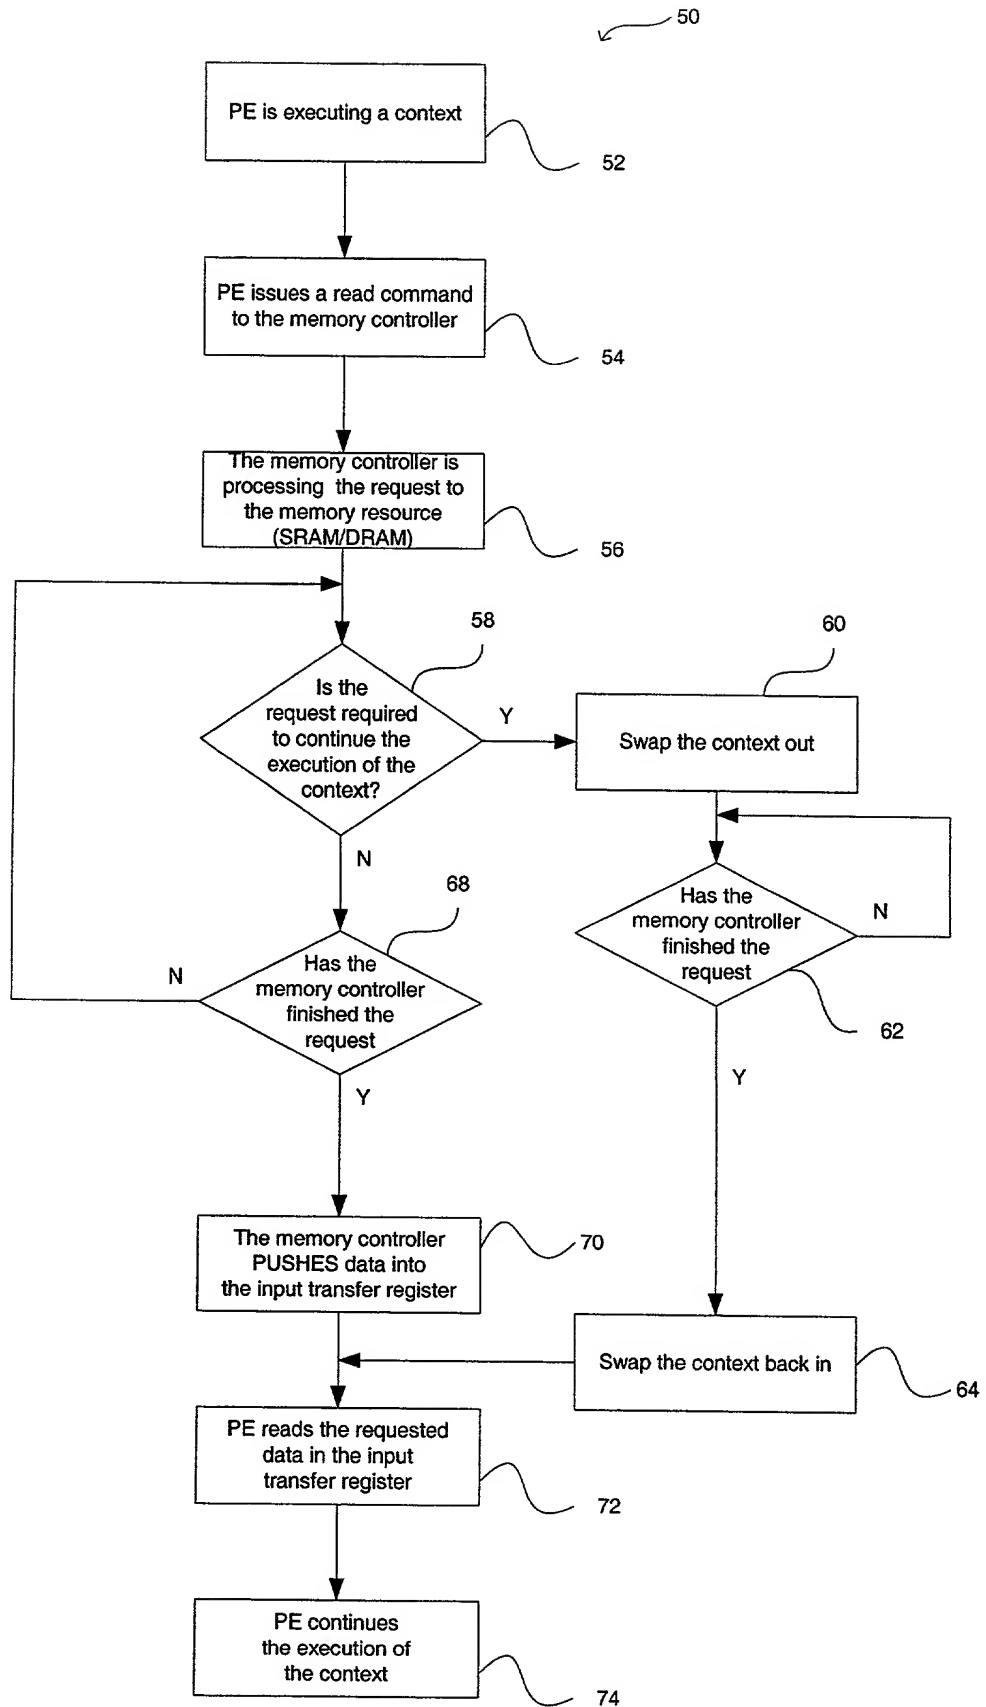 50
PE is executing a context
52
PE issues a read command
to the memory controller
54
The memory controller is
processing the request to
the memory resource
(SRAM/DRAM)
56
58
Is the
request required
to continue the
execution of the
context?
Y
N
60
Swap the context out
Has the
memory controller
finished the
request
N
62
Y
68
Has the
memory controller
finished the
request
N
Y
The memory controller
PUSHES data into
the input transfer register
70
Swap the context back in
64
PE reads the requested
data in the input
transfer register
72
PE continues
the execution of
the context
74